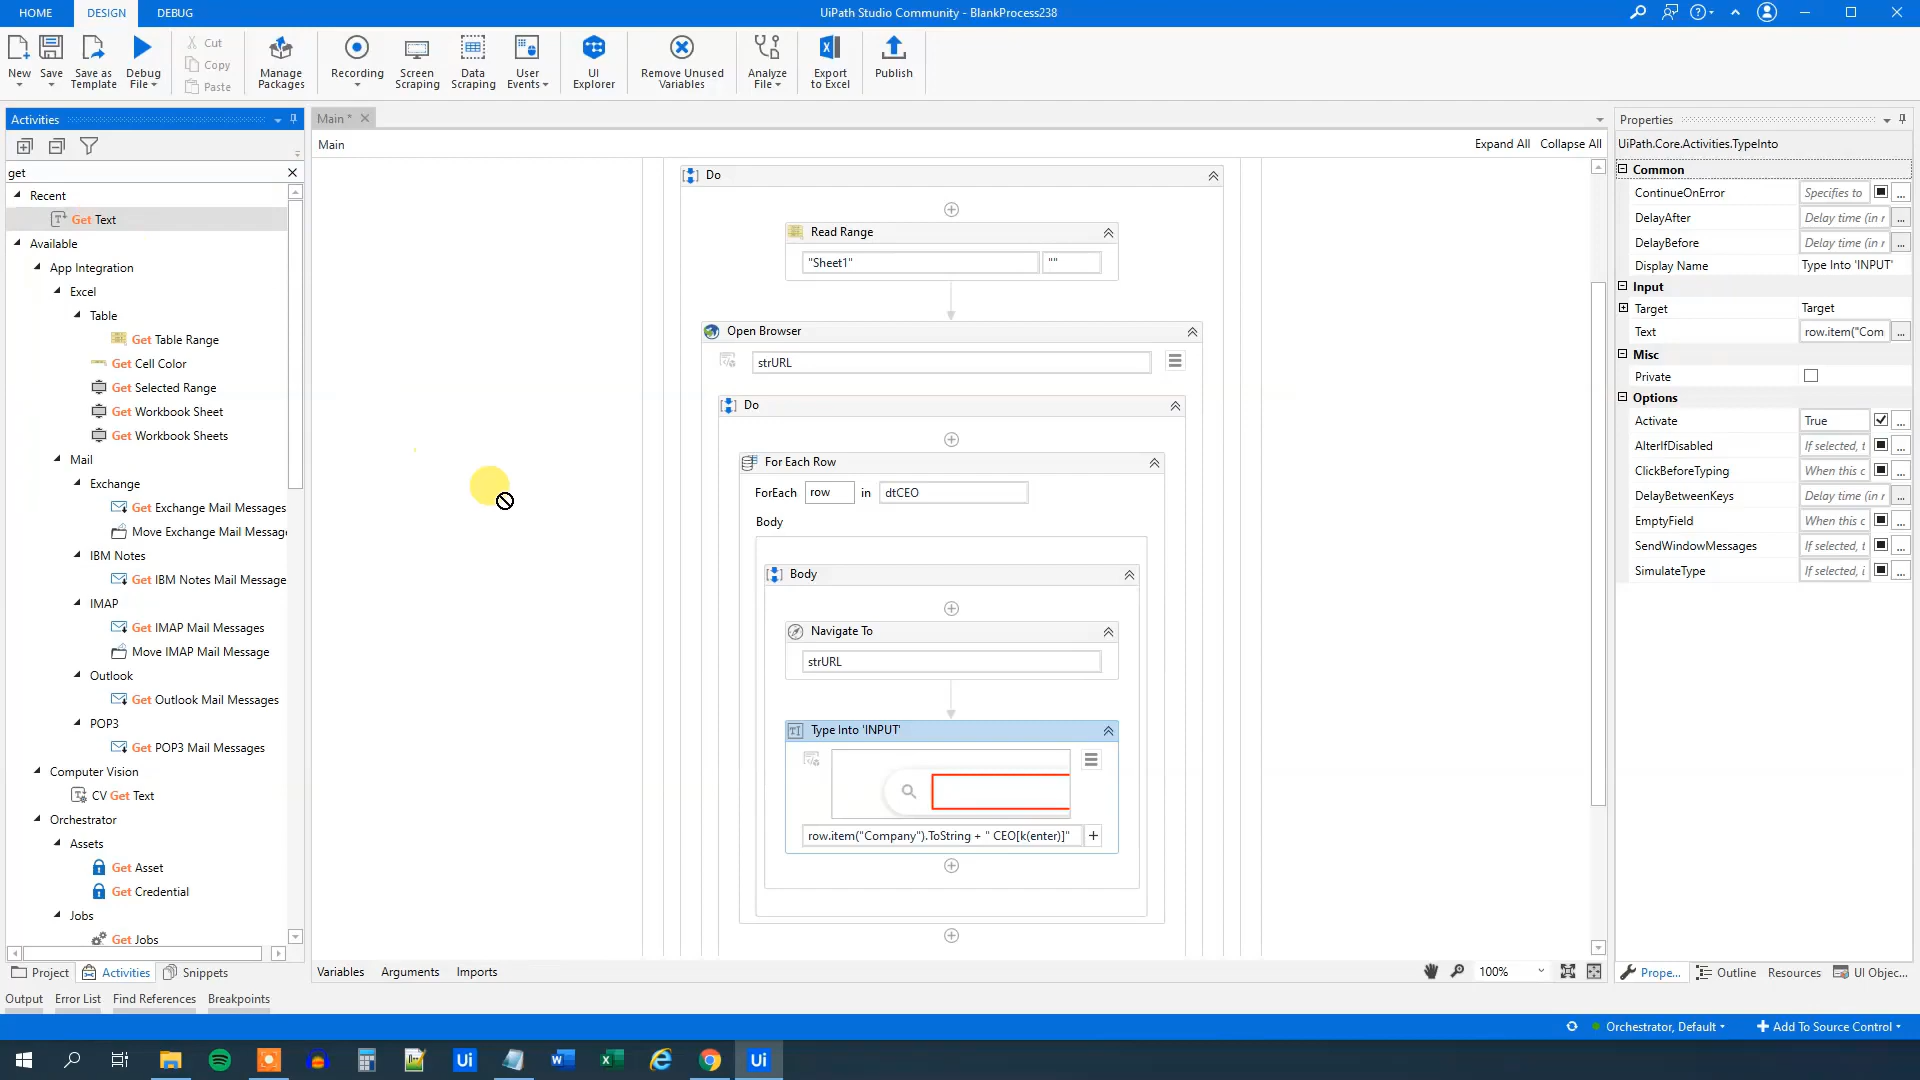 HOME
DESIGN
DEBUG
UiPath Studio Community - BlankProcess238
New
Save
Save as Template
Debug File
Cut
Copy
Paste
Manage Packages
Recording
Screen Scraping
Data Scraping
User Events
UI Explorer
Remove Unused Variables
Analyze File
Export to Excel
Publish
Activities
get
Recent
Get Text
Available
App Integration
Excel
Table
Get Table Range
Get Cell Color
Get Selected Range
Get Workbook Sheet
Get Workbook Sheets
Mail
Exchange
Get Exchange Mail Messages
Move Exchange Mail Message
IBM Notes
Get IBM Notes Mail Message
IMAP
Get IMAP Mail Messages
Move IMAP Mail Message
Outlook
Get Outlook Mail Messages
POP3
Get POP3 Mail Messages
Computer Vision
CV Get Text
Orchestrator
Assets
Get Asset
Get Credential
Jobs
Get Jobs
Project
Activities
Snippets
Main *
Main
Expand All
Collapse All
Do
Read Range
"Sheet1"
""
Open Browser
strURL
Do
For Each Row
ForEach row in dtCEO
Body
Body
Navigate To
strURL
Type Into 'INPUT'
row.item("Company").ToString + " CEO[k(enter)]"
Variables
Arguments
Imports
100%
Properties
UiPath.Core.Activities.TypeInto
Common
ContinueOnError Specifies to ...
DelayAfter Delay time (in r ...
DelayBefore Delay time (in r ...
Display Name Type Into 'INPUT'
Input
Target Target
Text row.item("Com ...
Misc
Private
Options
Activate True ...
AlterIfDisabled If selected, t ...
ClickBeforeTyping When this c ...
DelayBetweenKeys Delay time (in r ...
EmptyField When this c ...
SendWindowMessages If selected, t ...
SimulateType If selected, i ...
Prope...
Outline
Resources
UI Objec...
Output
Error List
Find References
Breakpoints
Orchestrator, Default
Add To Source Control
Ui
Ui